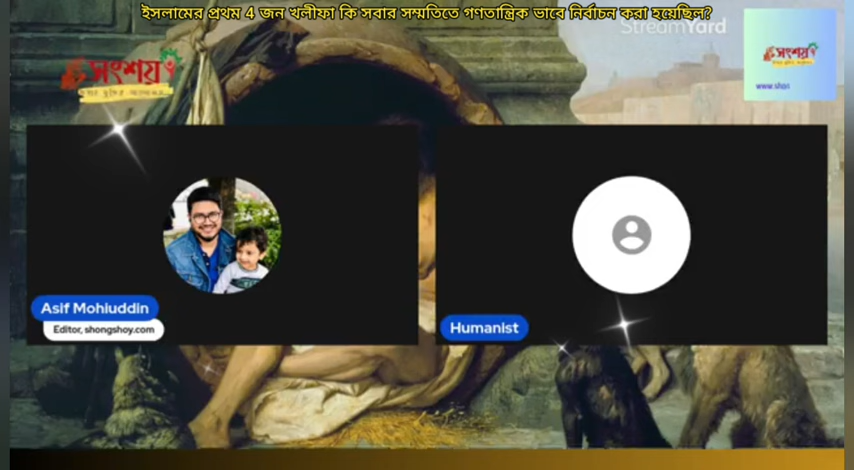 ইসলামের প্রথম 4 জন খলীফা কি সবার সম্মতিতে গণতান্ত্রিক ভাবে নির্বাচন করা হয়েছিল?
StreamYard
সংশয়
সংশয়
Asif Mohiuddin
Editor, shongshoy.com
Humanist